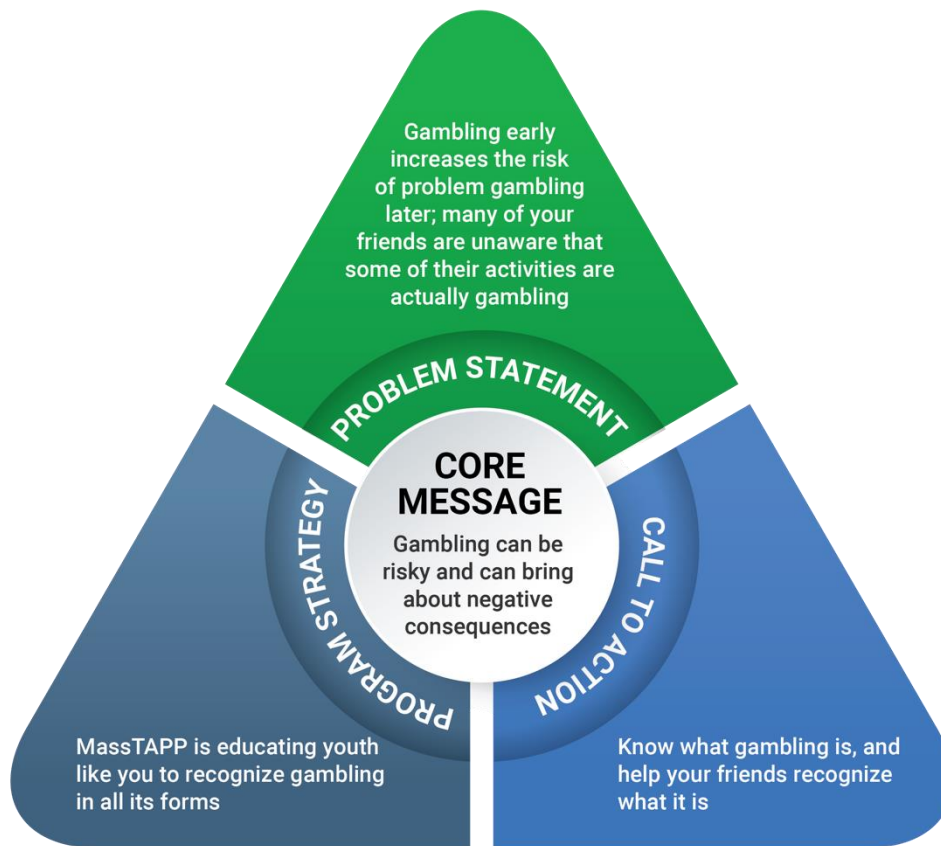 Gambling early
increases the risk
of problem gambling
later; many of your
friends are unaware that
some of their activities are
actually gambling
PROBLEM STATEMENT
CORE
MESSAGE
Gambling can be
risky and can bring
about negative
consequences
PROGRAM STRATEGY
MassTAPP is educating youth
like you to recognize gambling
in all its forms
CALL TO ACTION
Know what gambling is, and
help your friends recognize
what it is